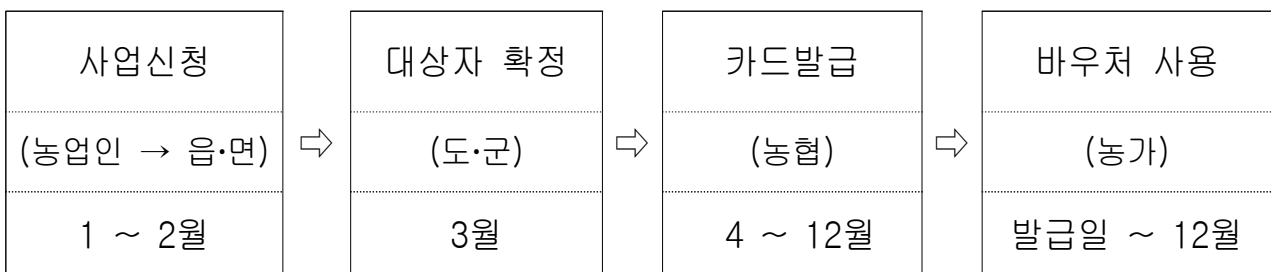 사업신청
(농업인 → 읍·면)
1 ~ 2월
⇨
대상자 확정
(도·군)
3월
⇨
카드발급
(농협)
4 ~ 12월
⇨
바우처 사용
(농가)
발급일 ~ 12월